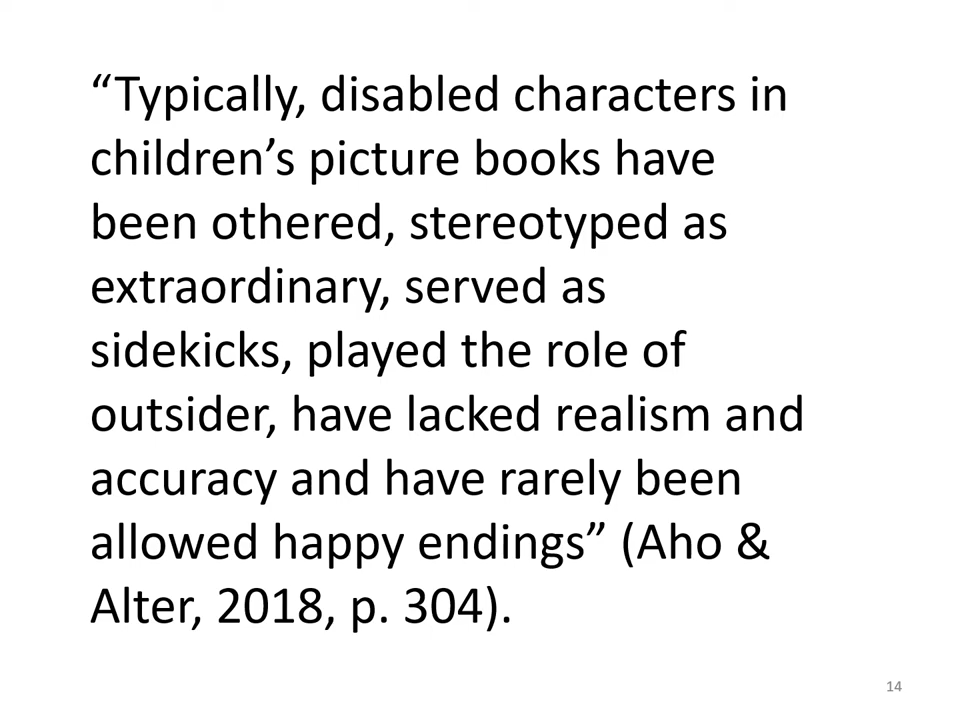 “Typically, disabled characters in
children’s picture books have
been othered, stereotyped as
extraordinary, served as
sidekicks, played the role of
outsider, have lacked realism and
accuracy and have rarely been
allowed happy endings” (Aho &
Alter, 2018, p. 304).
14